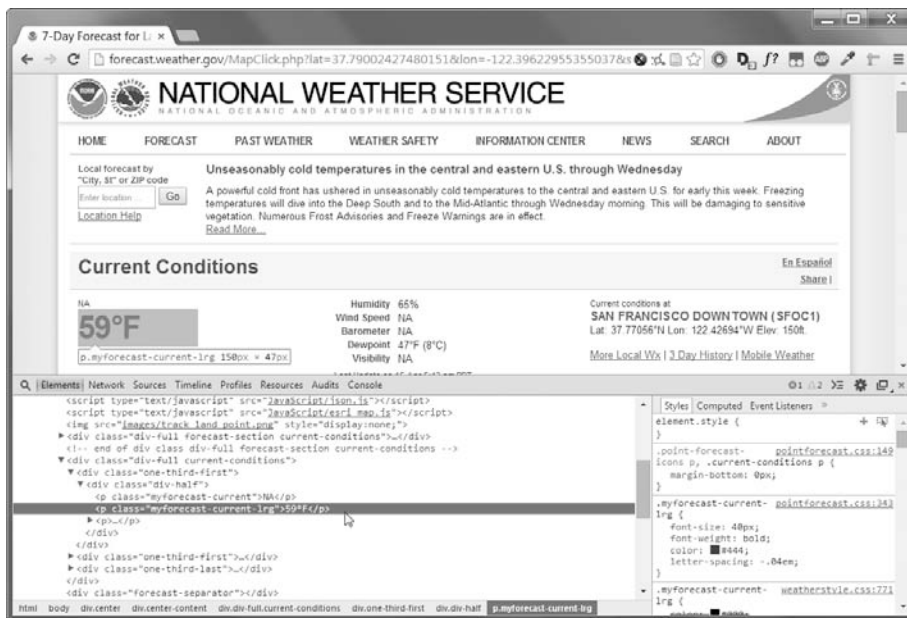 7-Day Forecast for L
forecast.weather.gov/MapClick.php?lat=37.79002427480151&lon=-122.39622955355037&s
NATIONAL WEATHER SERVICE
NATIONAL OCEANIC AND ATMOSPHERIC ADMINISTRATION
HOME FORECAST PAST WEATHER WEATHER SAFETY INFORMATION CENTER NEWS SEARCH ABOUT
Local forecast by
"City, St" or ZIP code
Enter location ... Go
Location Help
Unseasonably cold temperatures in the central and eastern U.S. through Wednesday
A powerful cold front has ushered in unseasonably cold temperatures to the central and eastern U.S. for early this week. Freezing
temperatures will dive into the Deep South and to the Mid-Atlantic through Wednesday morning. This will be damaging to sensitive
vegetation. Numerous Frost Advisories and Freeze Warnings are in effect.
Read More...
Current Conditions
En Español
Share |
NA
59°F
p.myforecast-current-lrg 150px × 47px
Humidity 65%
Wind Speed NA
Barometer NA
Dewpoint 47°F (8°C)
Visibility NA
Current conditions at
SAN FRANCISCO DOWNTOWN (SFOC1)
Lat: 37.77056°N Lon: 122.42694°W Elev: 150ft.
More Local Wx | 3 Day History | Mobile Weather
Elements Network Sources Timeline Profiles Resources Audits Console
1 2
<script type="text/javascript" src="JavaScript/json.js"></script>
<script type="text/javascript" src="JavaScript/esri_map.js"></script>
<img src="images/track_land_point.png" style="display:none;">
<div class="div-full forecast-section current-conditions">…</div>
<!-- end of div class div-full forecast-section current-conditions -->
<div class="div-full current-conditions">
<div class="one-third-first">
<div class="div-half">
<p class="myforecast-current">NA</p>
<p class="myforecast-current-lrg">59°F</p>
<p>…</p>
</div>
</div>
<div class="one-third-first">…</div>
<div class="one-third-last">…</div>
</div>
<div class="forecast-separator"></div>
html body div.center div.center-content div.div-full.current-conditions div.one-third-first div.div-half p.myforecast-current-lrg
Styles Computed Event Listeners »
element.style {
}
.point-forecast- pointforecast.css:149
icons p, .current-conditions p {
margin-bottom: 0px;
}
.myforecast-current- pointforecast.css:343
lrg {
font-size: 40px;
font-weight: bold;
color: #444;
letter-spacing: -.04em;
}
.myforecast-current- weatherstyle.css:771
lrg {